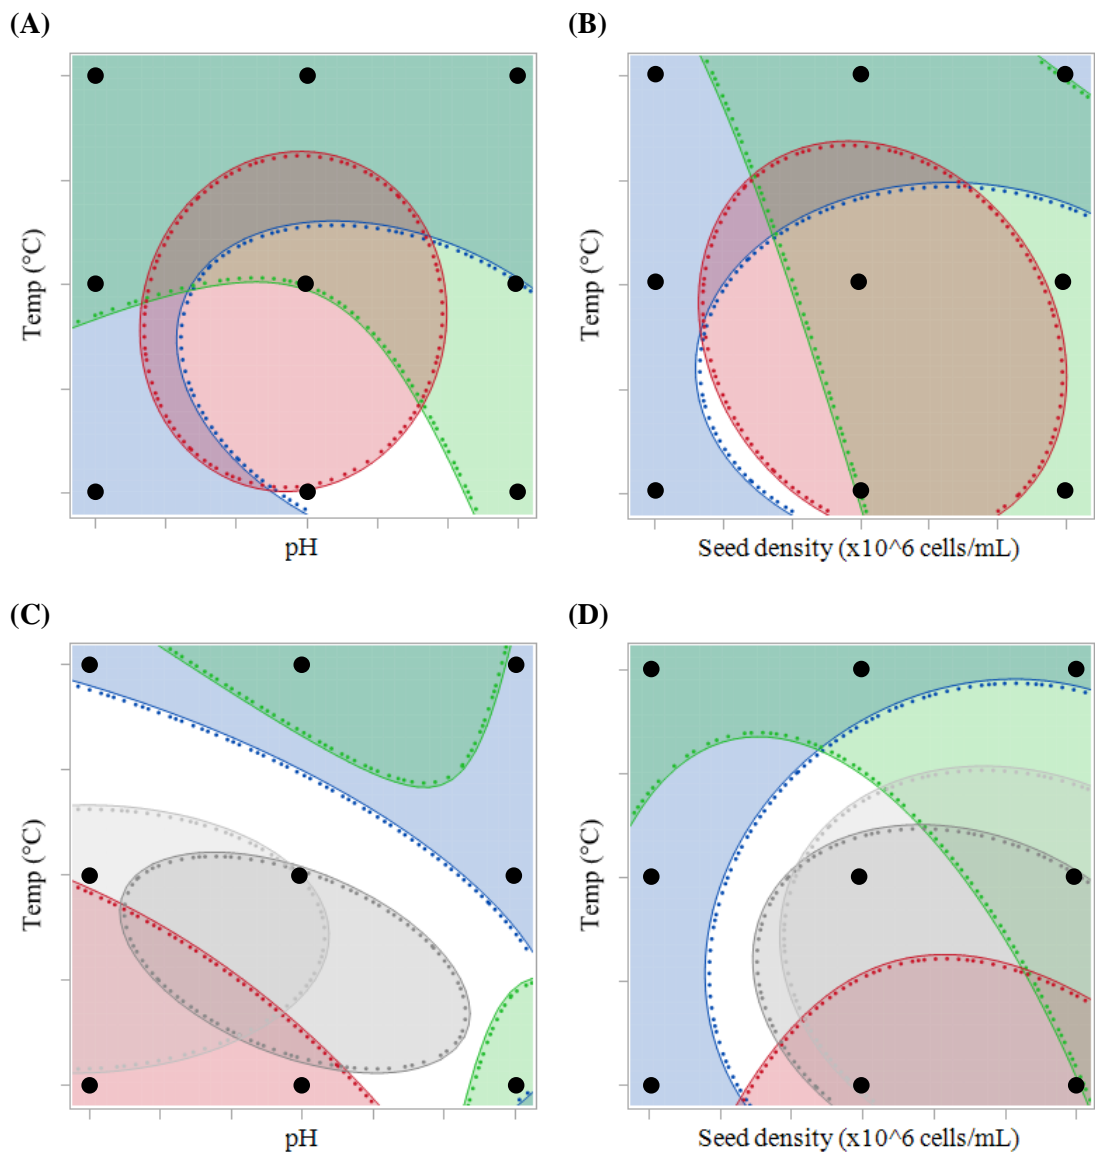 (A)
(B)
Temp (°C)
pH
Temp (°C)
Seed density (x10^6 cells/mL)
(C)
(D)
Temp (°C)
pH
Temp (°C)
Seed density (x10^6 cells/mL)